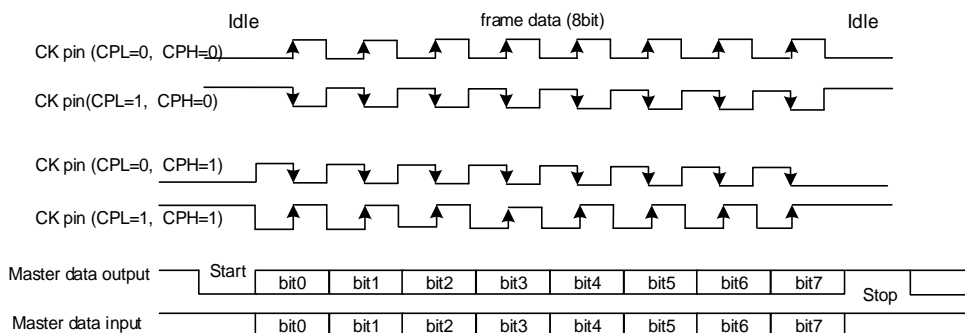 Idle frame data (8bit) Idle
CK pin (CPL=0, CPH=0)
CK pin(CPL=1, CPH=0)
CK pin (CPL=0, CPH=1)
CK pin (CPL=1, CPH=1)
Master data output Start bit0 bit1 bit2 bit3 bit4 bit5 bit6 bit7 Stop
Master data input bit0 bit1 bit2 bit3 bit4 bit5 bit6 bit7